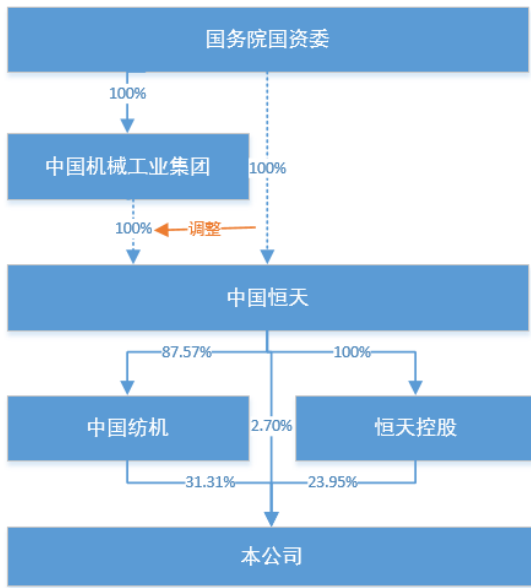 国务院国资委
100%
中国机械工业集团
100%
100%
调整
中国恒天
87.57%
100%
中国纺机
2.70%
恒天控股
31.31%
23.95%
本公司